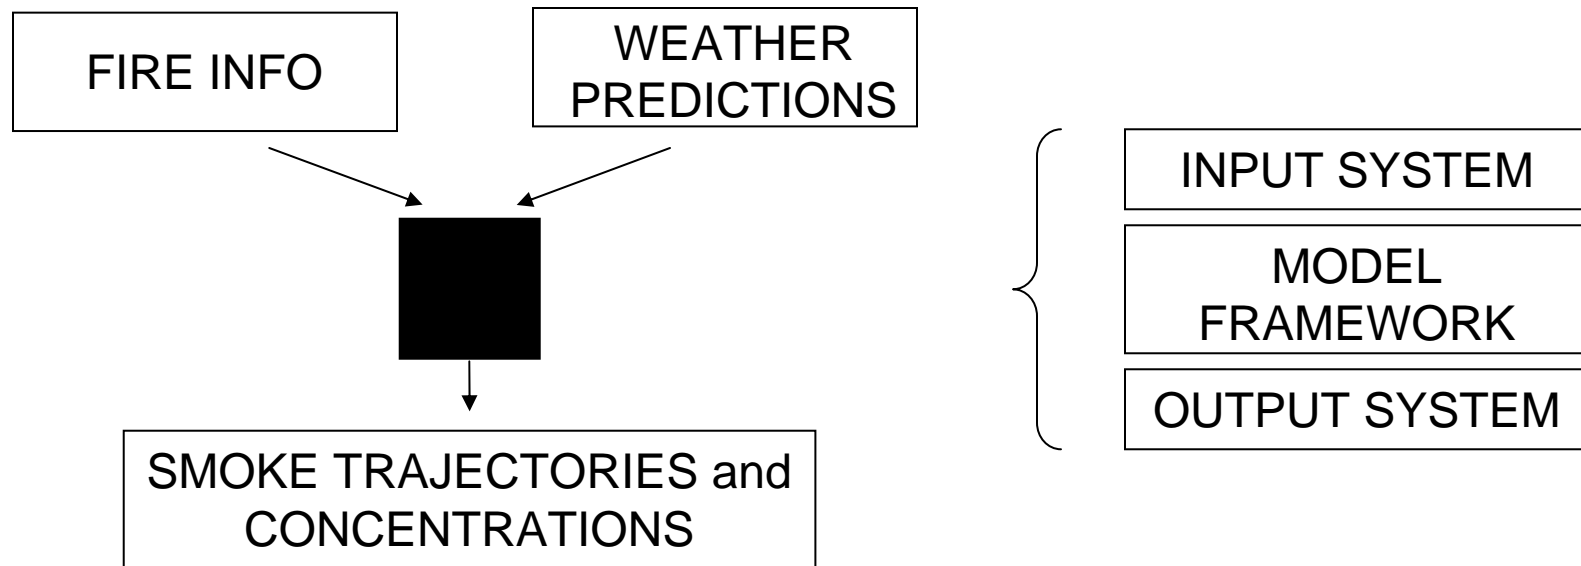 FIRE INFO
WEATHER
PREDICTIONS
SMOKE TRAJECTORIES and
CONCENTRATIONS
INPUT SYSTEM
MODEL
FRAMEWORK
OUTPUT SYSTEM